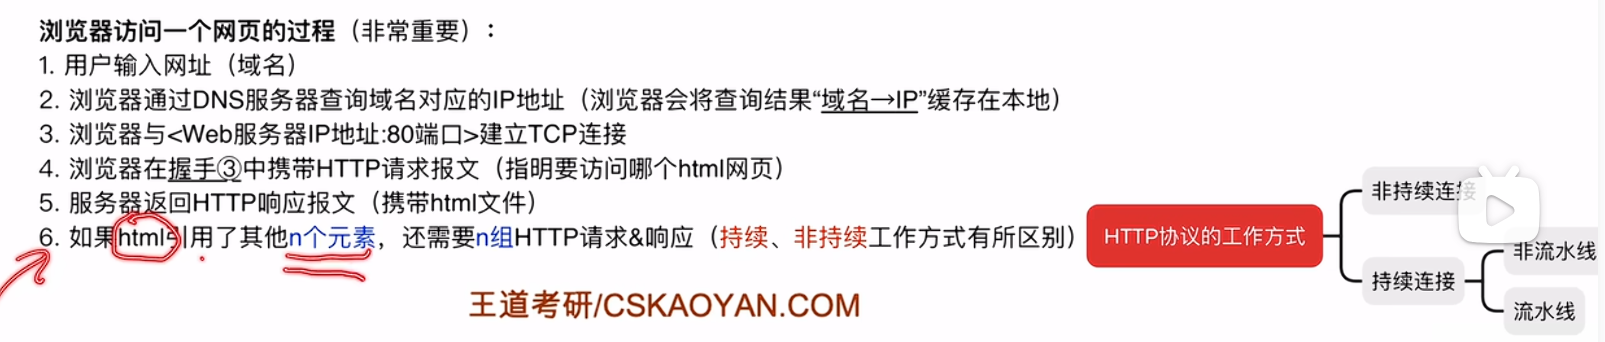 浏览器访问一个网页的过程（非常重要）：
1. 用户输入网址（域名）
2. 浏览器通过DNS服务器查询域名对应的IP地址（浏览器会将查询结果“域名→IP”缓存在本地）
3. 浏览器与<Web服务器IP地址:80端口>建立TCP连接
4. 浏览器在握手③中携带HTTP请求报文（指明要访问哪个html网页）
5. 服务器返回HTTP响应报文（携带html文件）
6. 如果html引用了其他n个元素，还需要n组HTTP请求&响应（持续、非持续工作方式有所区别）
HTTP协议的工作方式
非持续连接
持续连接
非流水线
流水线
王道考研/CSKAOYAN.COM